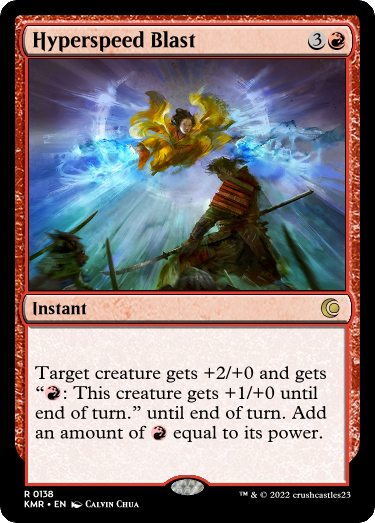 Hyperspeed Blast 3
Instant
Target creature gets +2/+0 and gets
“: This creature gets +1/+0 until
end of turn.” until end of turn. Add
an amount of equal to its power.
R 0138
KMR • EN Calvin Chua
™ & © 2022 crushcastles23